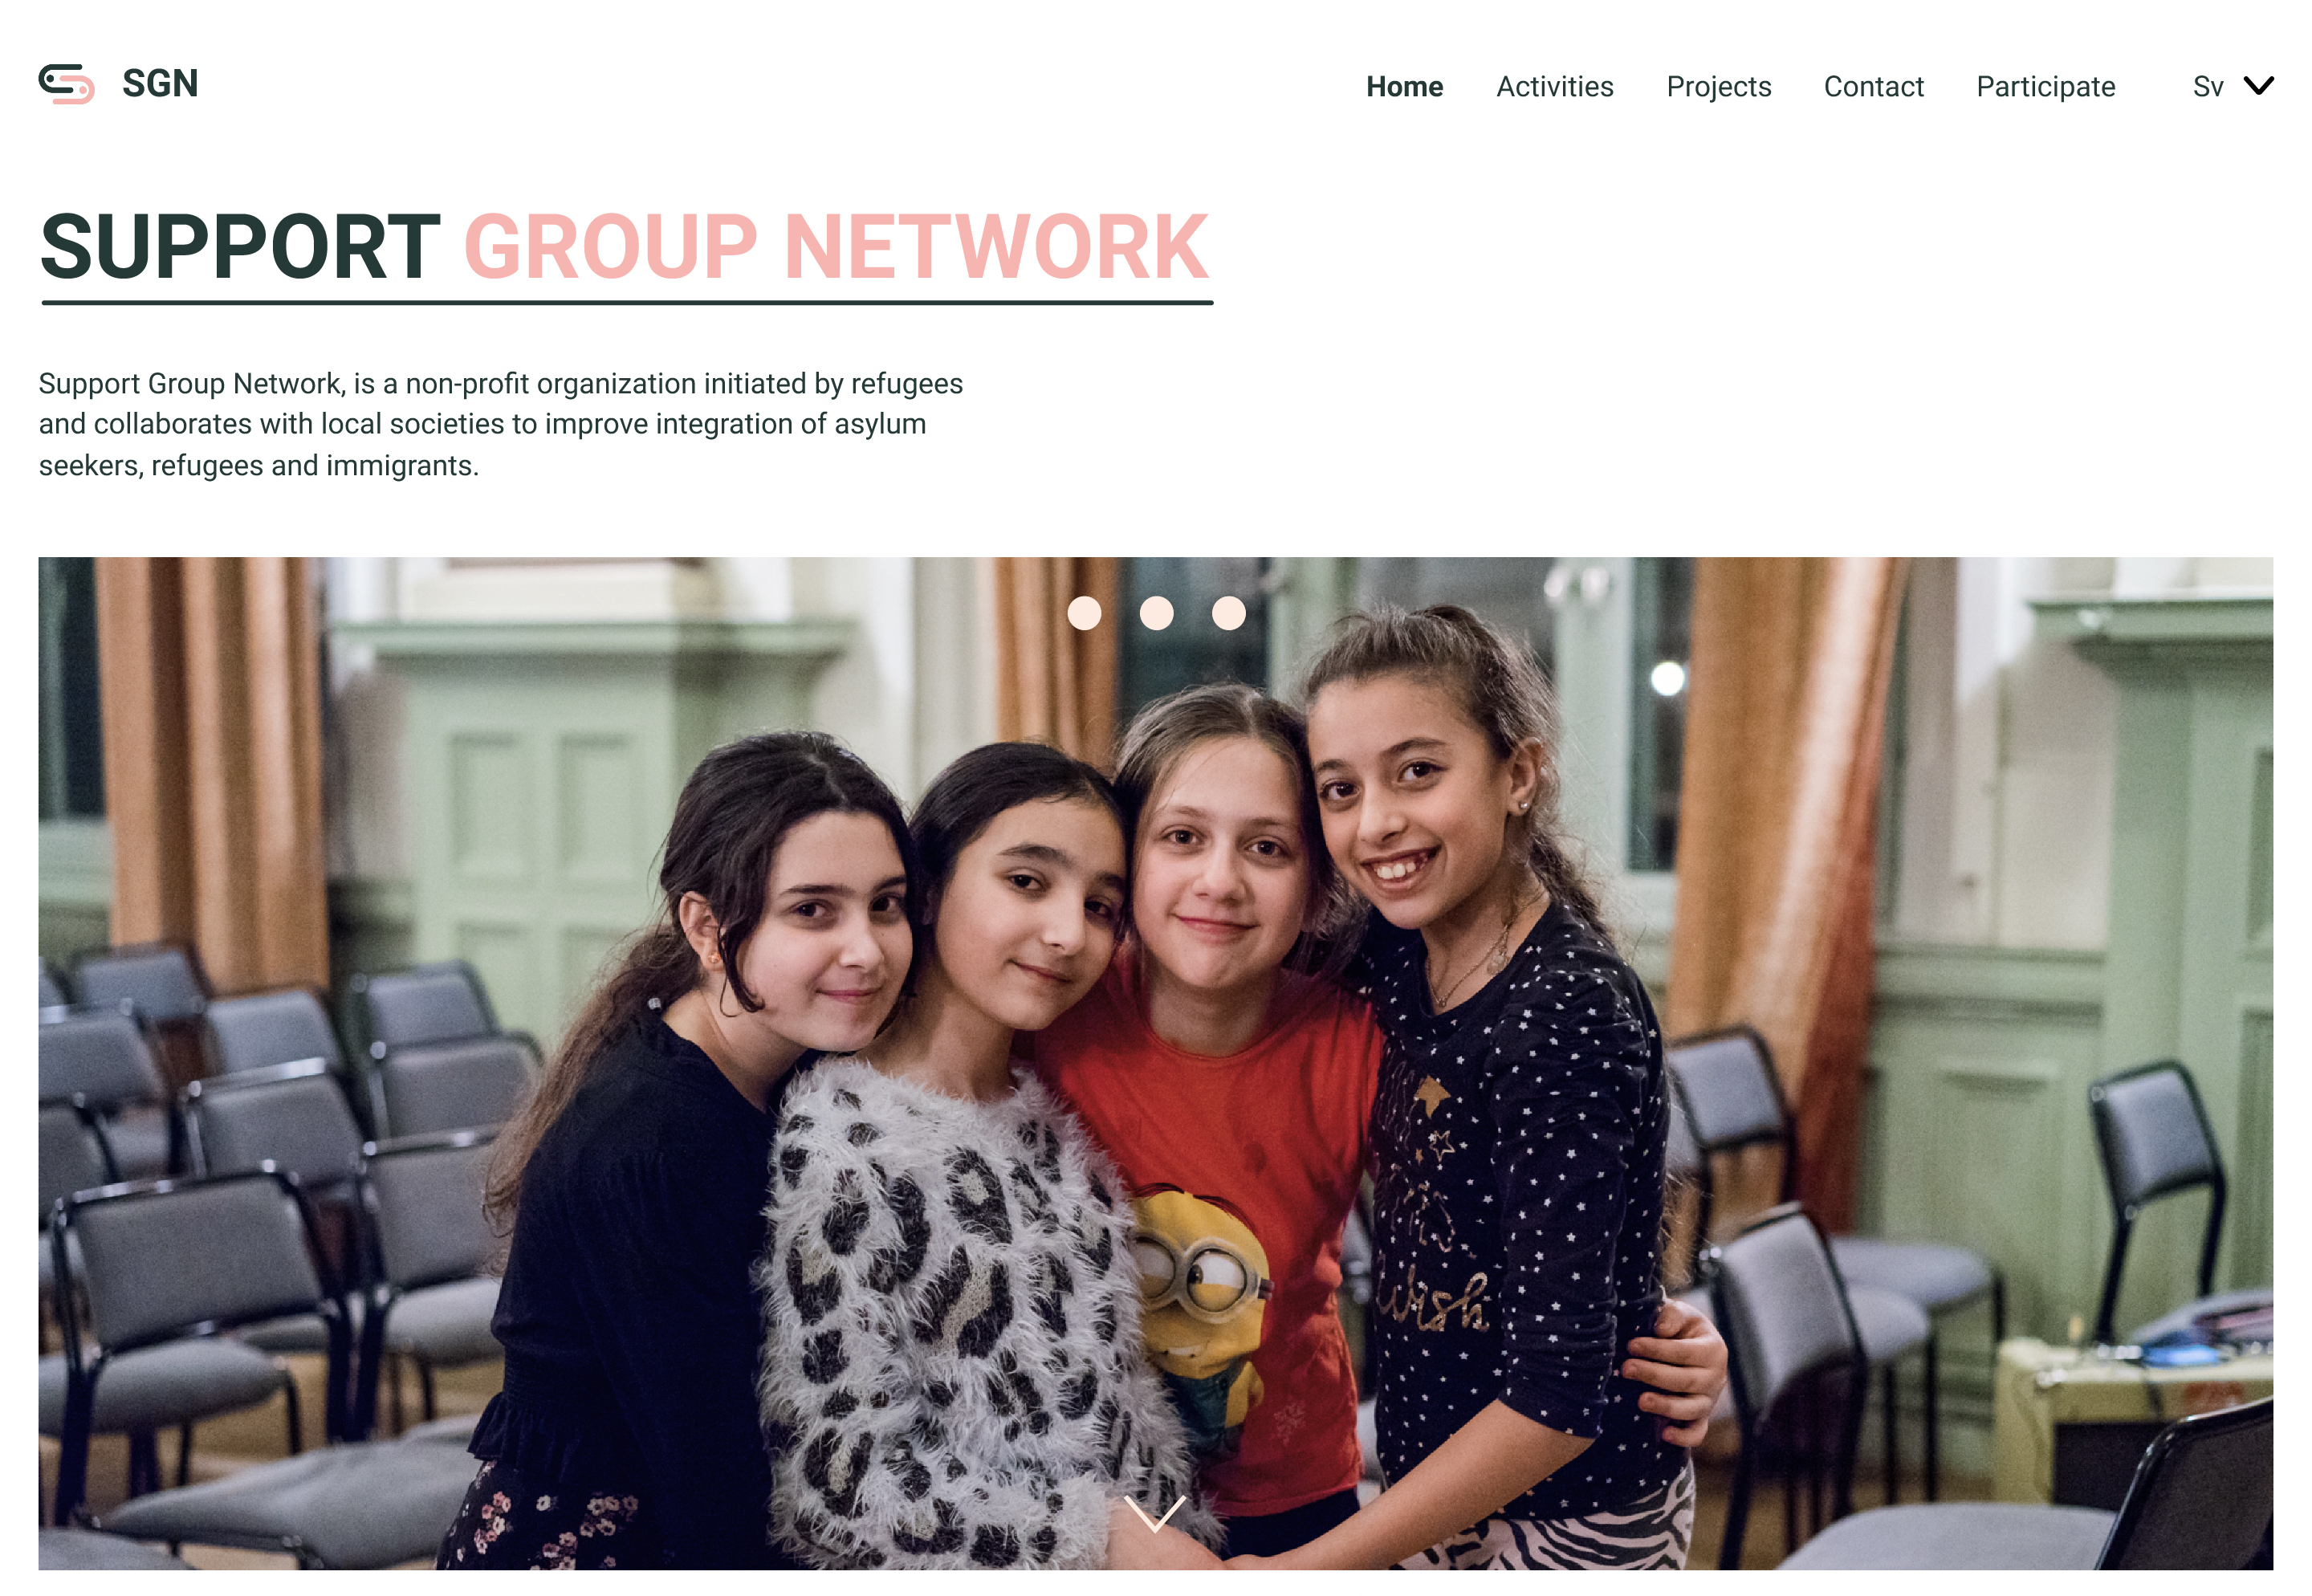 SGN
Home Activities Projects Contact Participate Sv
SUPPORT GROUP NETWORK
Support Group Network, is a non-profit organization initiated by refugees
and collaborates with local societies to improve integration of asylum
seekers, refugees and immigrants.
wish